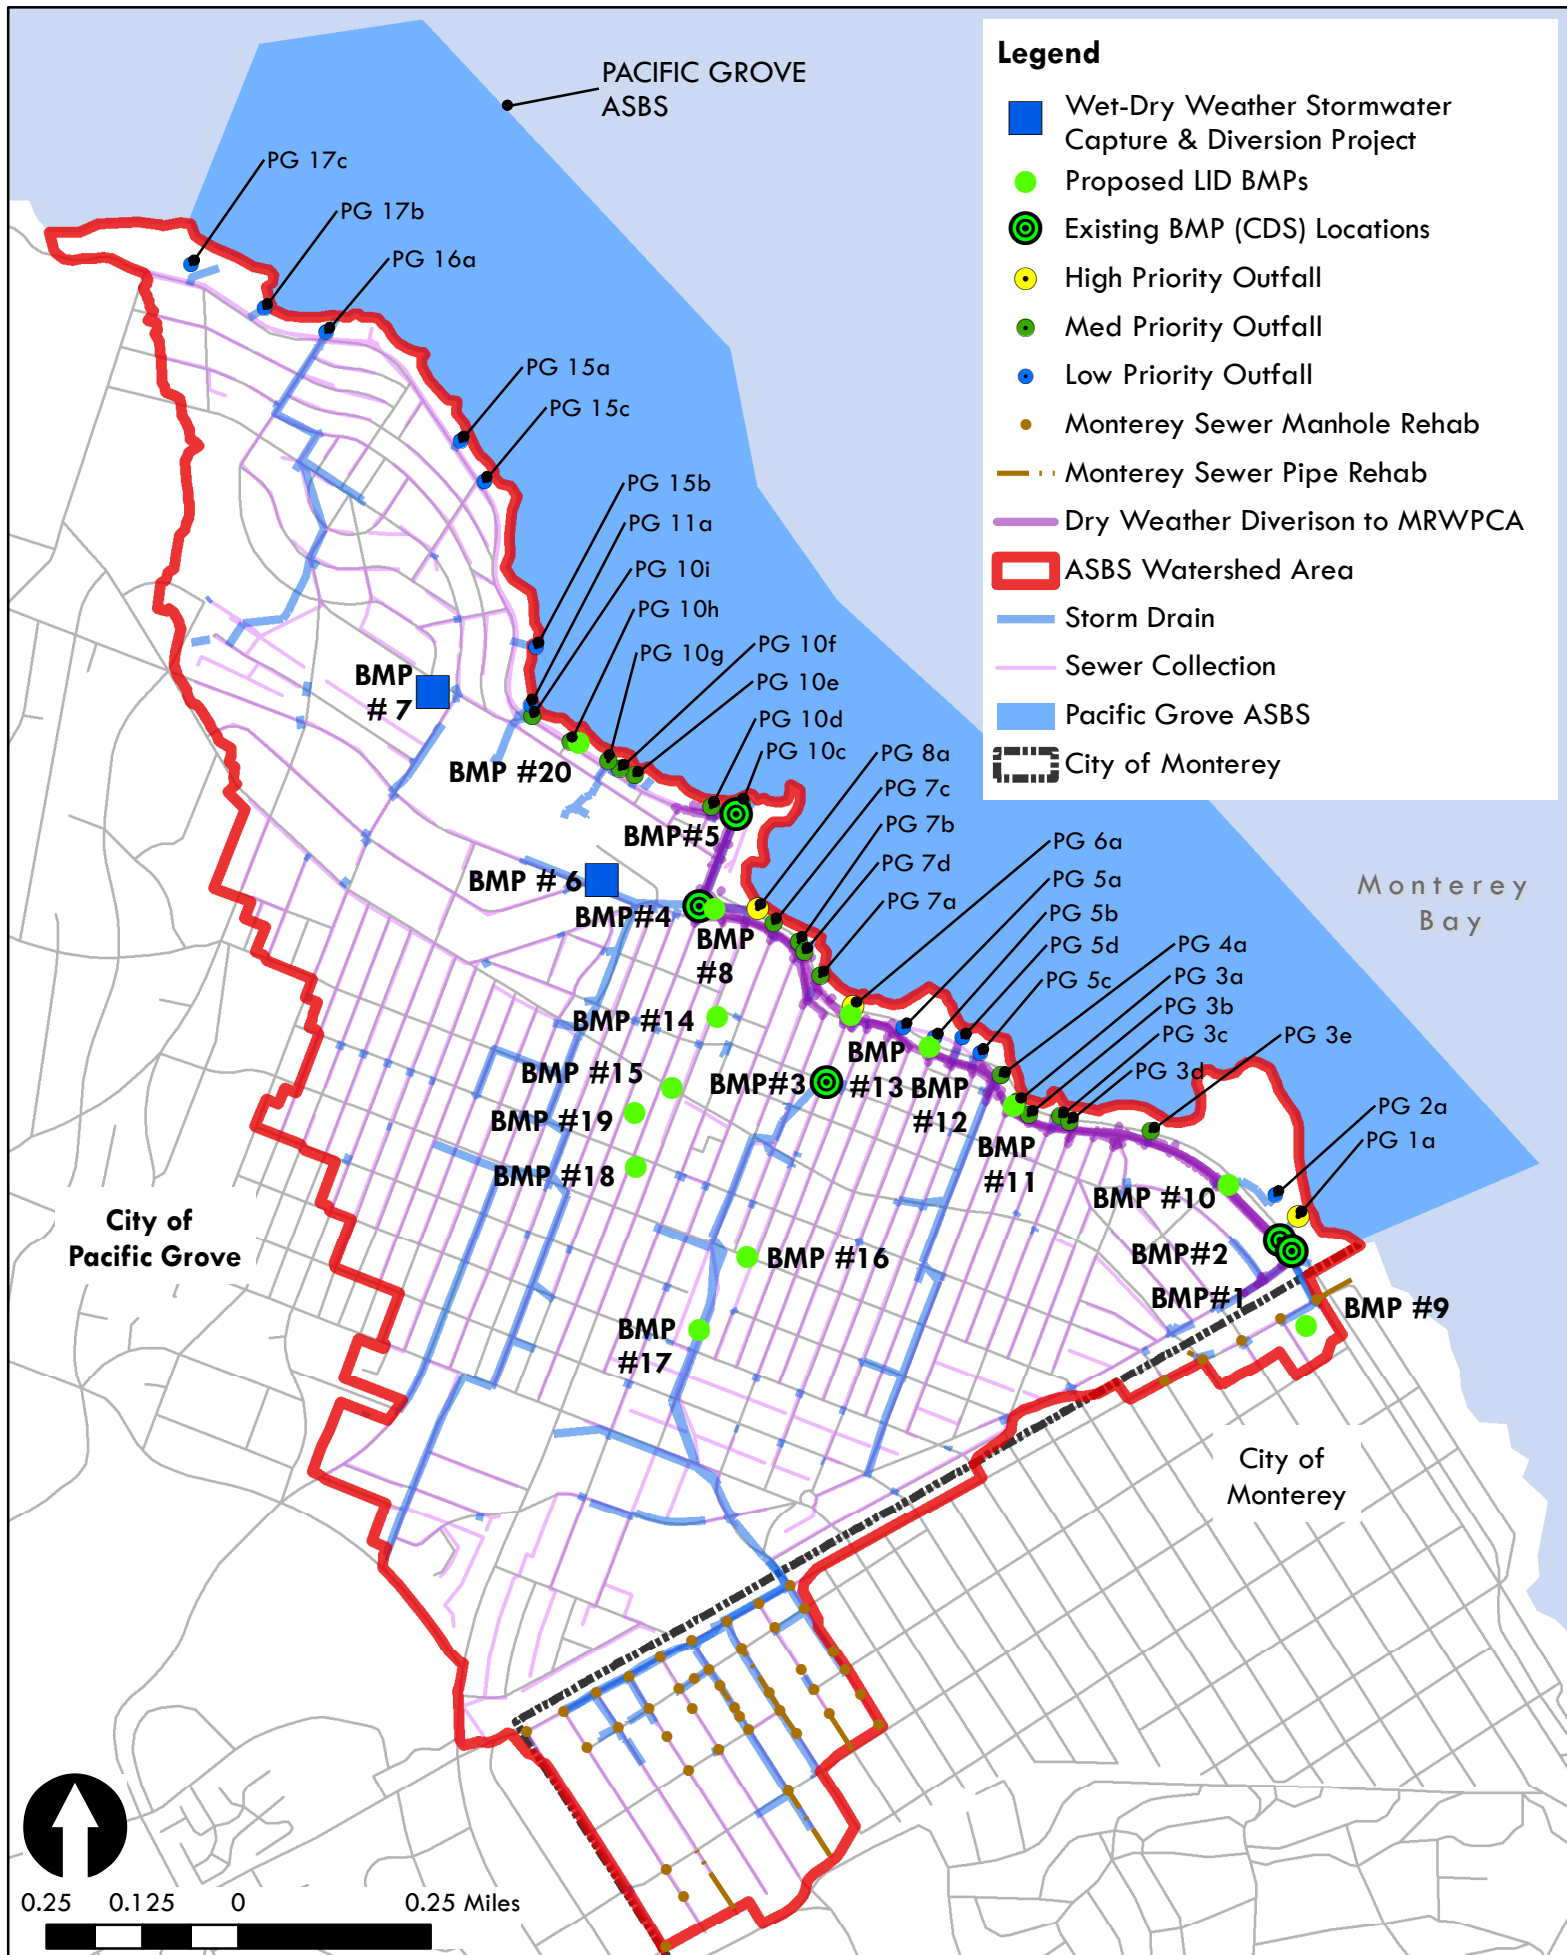 PACIFIC GROVE
ASBS
Legend
Wet-Dry Weather Stormwater
Capture & Diversion Project
Proposed LID BMPs
Existing BMP (CDS) Locations
High Priority Outfall
Med Priority Outfall
Low Priority Outfall
Monterey Sewer Manhole Rehab
Monterey Sewer Pipe Rehab
Dry Weather Diverison to MRWPCA
ASBS Watershed Area
Storm Drain
Sewer Collection
Pacific Grove ASBS
City of Monterey
PG 17c
PG 17b
PG 16a
PG 15a
PG 15c
PG 15b
PG 11a
PG 10i
PG 10h
PG 10g
PG 10f
PG 10e
PG 10d
PG 10c
PG 8a
PG 7c
PG 7b
PG 7d
PG 7a
PG 6a
PG 5a
PG 5b
PG 5d
PG 5c
PG 4a
PG 3a
PG 3b
PG 3c
PG 3d
PG 3e
PG 2a
PG 1a
Monterey
Bay
BMP
# 7
BMP #20
BMP#5
BMP # 6
BMP#4
BMP
#8
BMP #14
BMP #15
BMP#3
BMP
#13
BMP
#12
BMP #19
BMP #18
BMP
#11
BMP #10
BMP #16
BMP#2
BMP#1
BMP #9
BMP
#17
City of
Pacific Grove
City of
Monterey
0.25
0.125
0
0.25 Miles